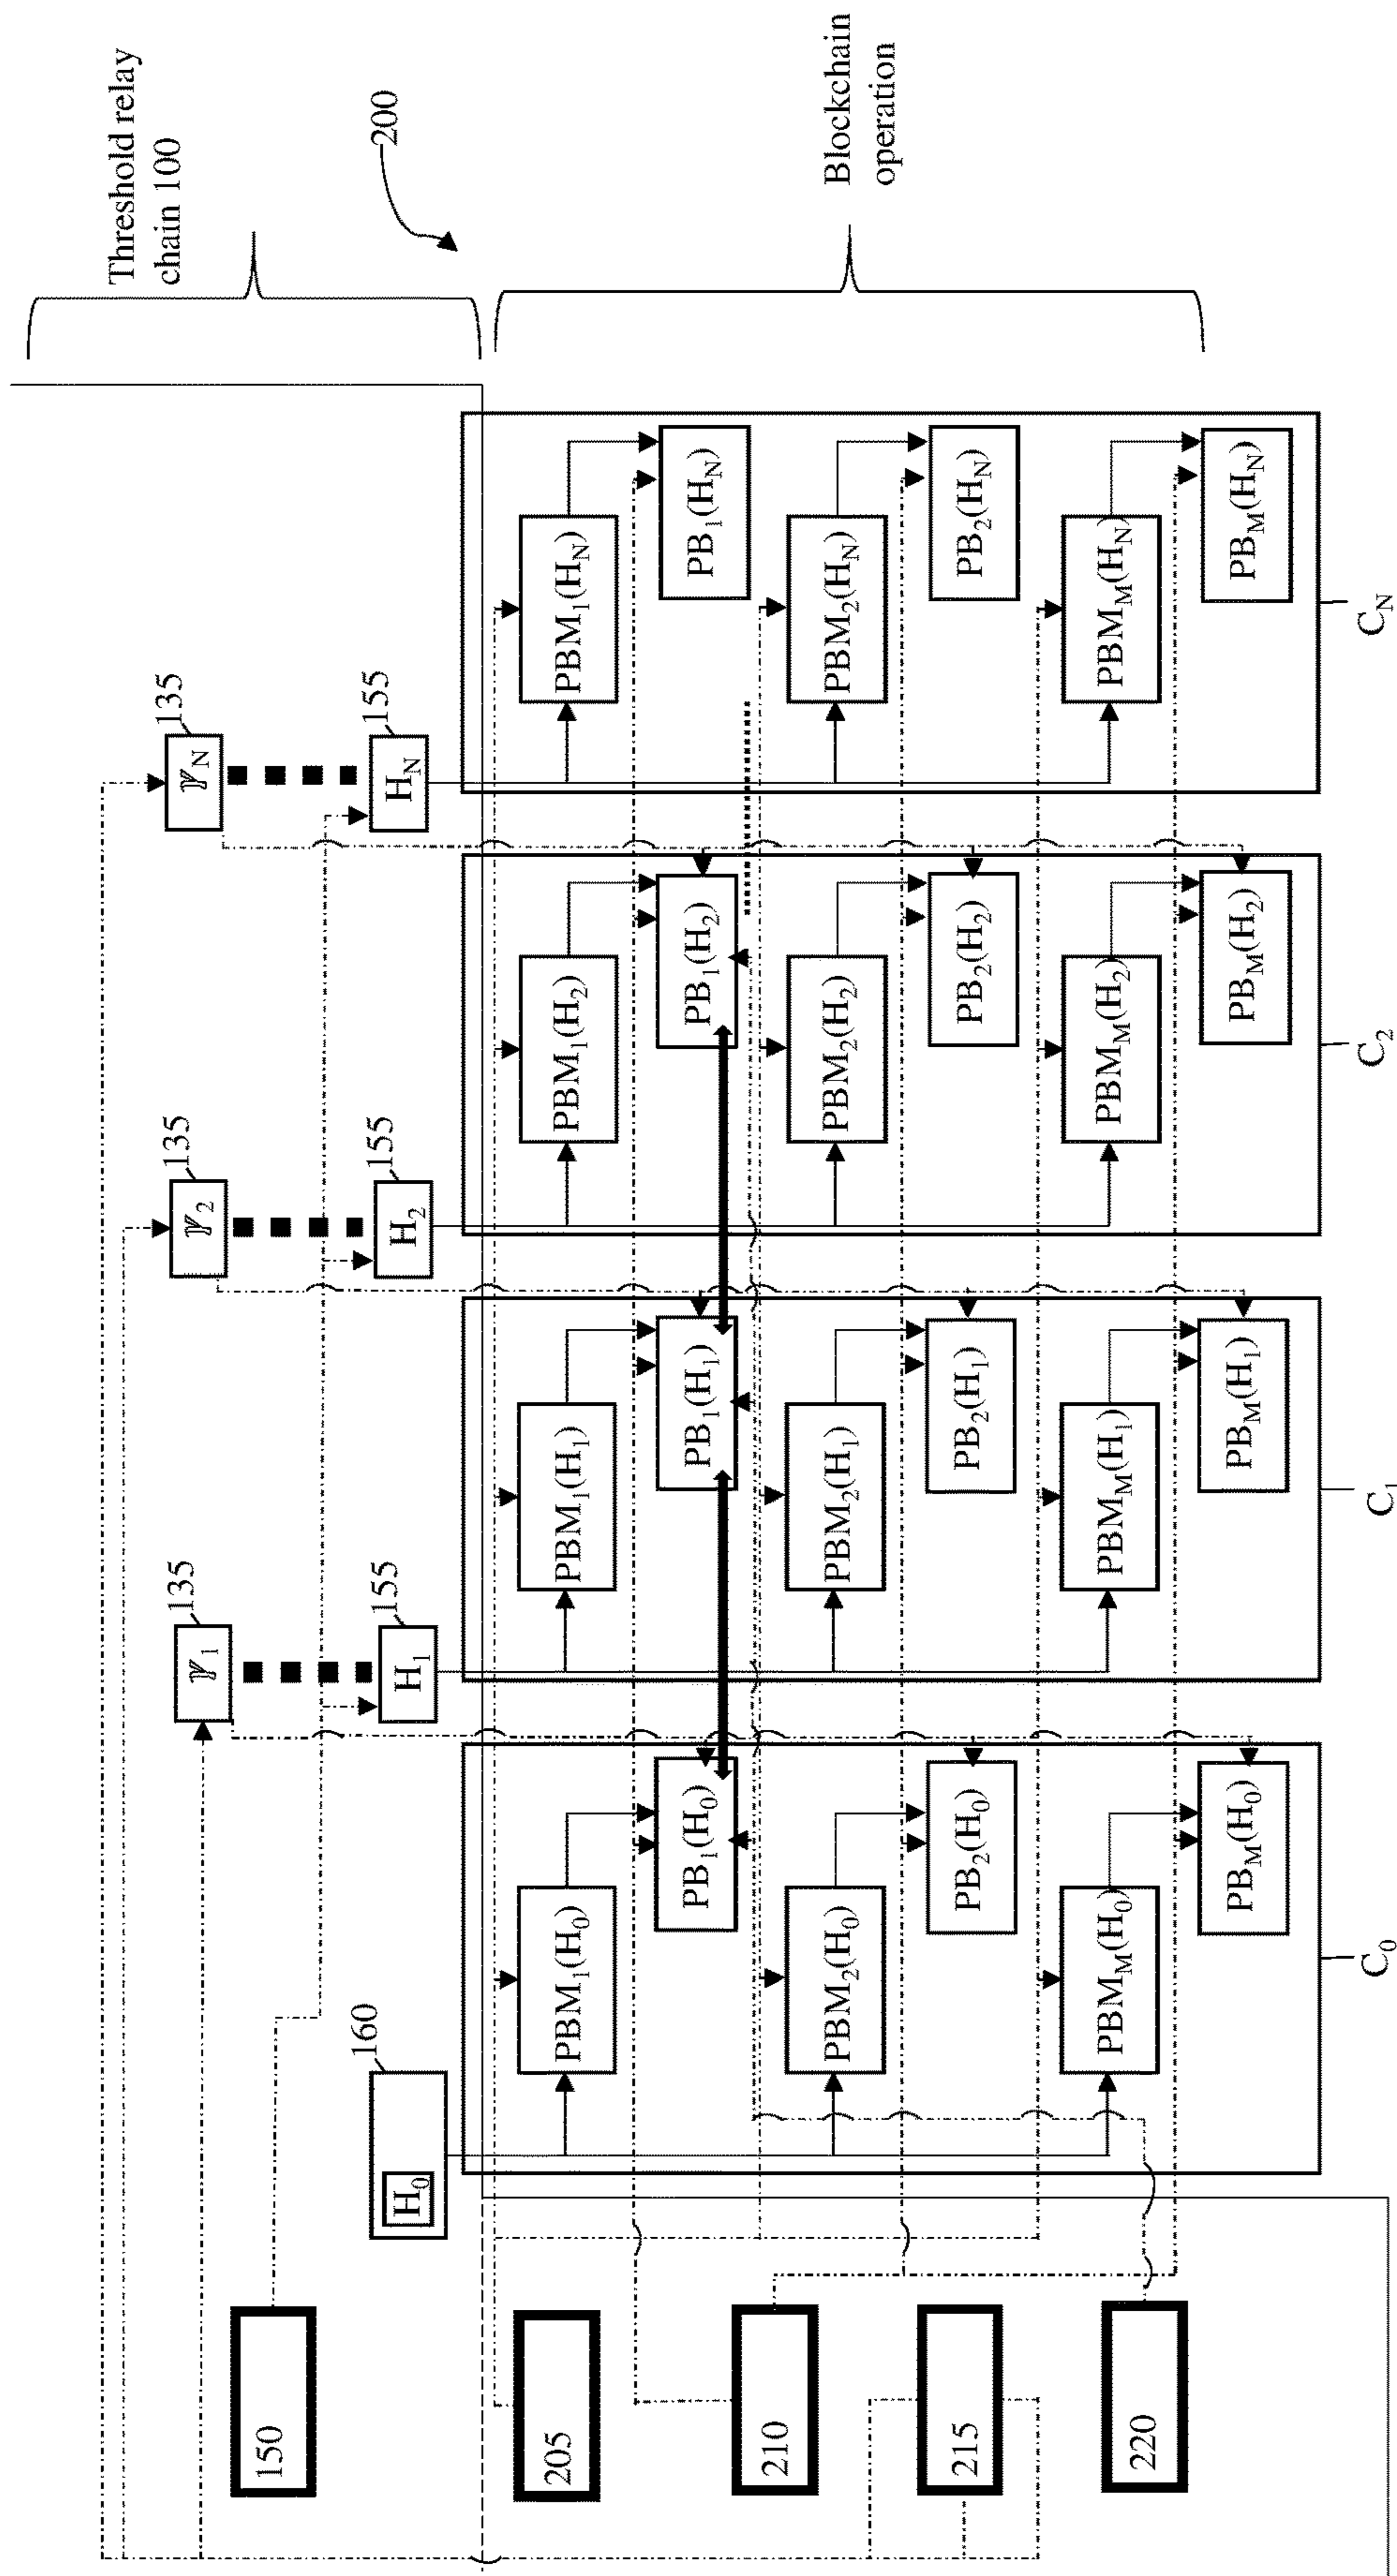 Threshold relay
chain 100
200
Blockchain
operation
135
135
135
𝕐1
𝕐2
𝕐N
155
155
155
160
H0
H1
H2
HN
150
205
210
215
220
PBM1(H0)
PB1(H0)
PBM2(H0)
PB2(H0)
PBMM(H0)
PBM(H0)
C0
PBM1(H1)
PB1(H1)
PBM2(H1)
PB2(H1)
PBMM(H1)
PBM(H1)
C1
PBM1(H2)
PB1(H2)
PBM2(H2)
PB2(H2)
PBMM(H2)
PBM(H2)
C2
PBM1(HN)
PB1(HN)
PBM2(HN)
PB2(HN)
PBMM(HN)
PBM(HN)
CN